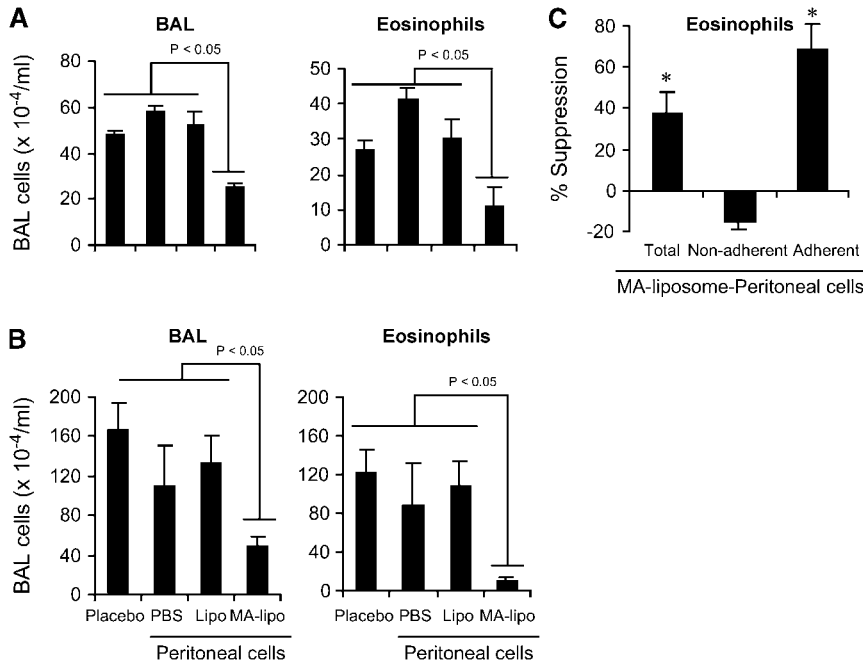 A
BAL
Eosinophils
P < 0.05
P < 0.05
BAL cells (x 10-4/ml)
80
60
40
20
0
50
40
30
20
10
0
C
Eosinophils
% Suppression
80
60
40
20
0
-20
*
*
Total Non-adherent Adherent
MA-liposome-Peritoneal cells
B
BAL
Eosinophils
P < 0.05
P < 0.05
BAL cells (x 10-4/ml)
200
160
120
80
40
0
200
160
120
80
40
0
Placebo PBS Lipo MA-lipo
Peritoneal cells
Placebo PBS Lipo MA-lipo
Peritoneal cells